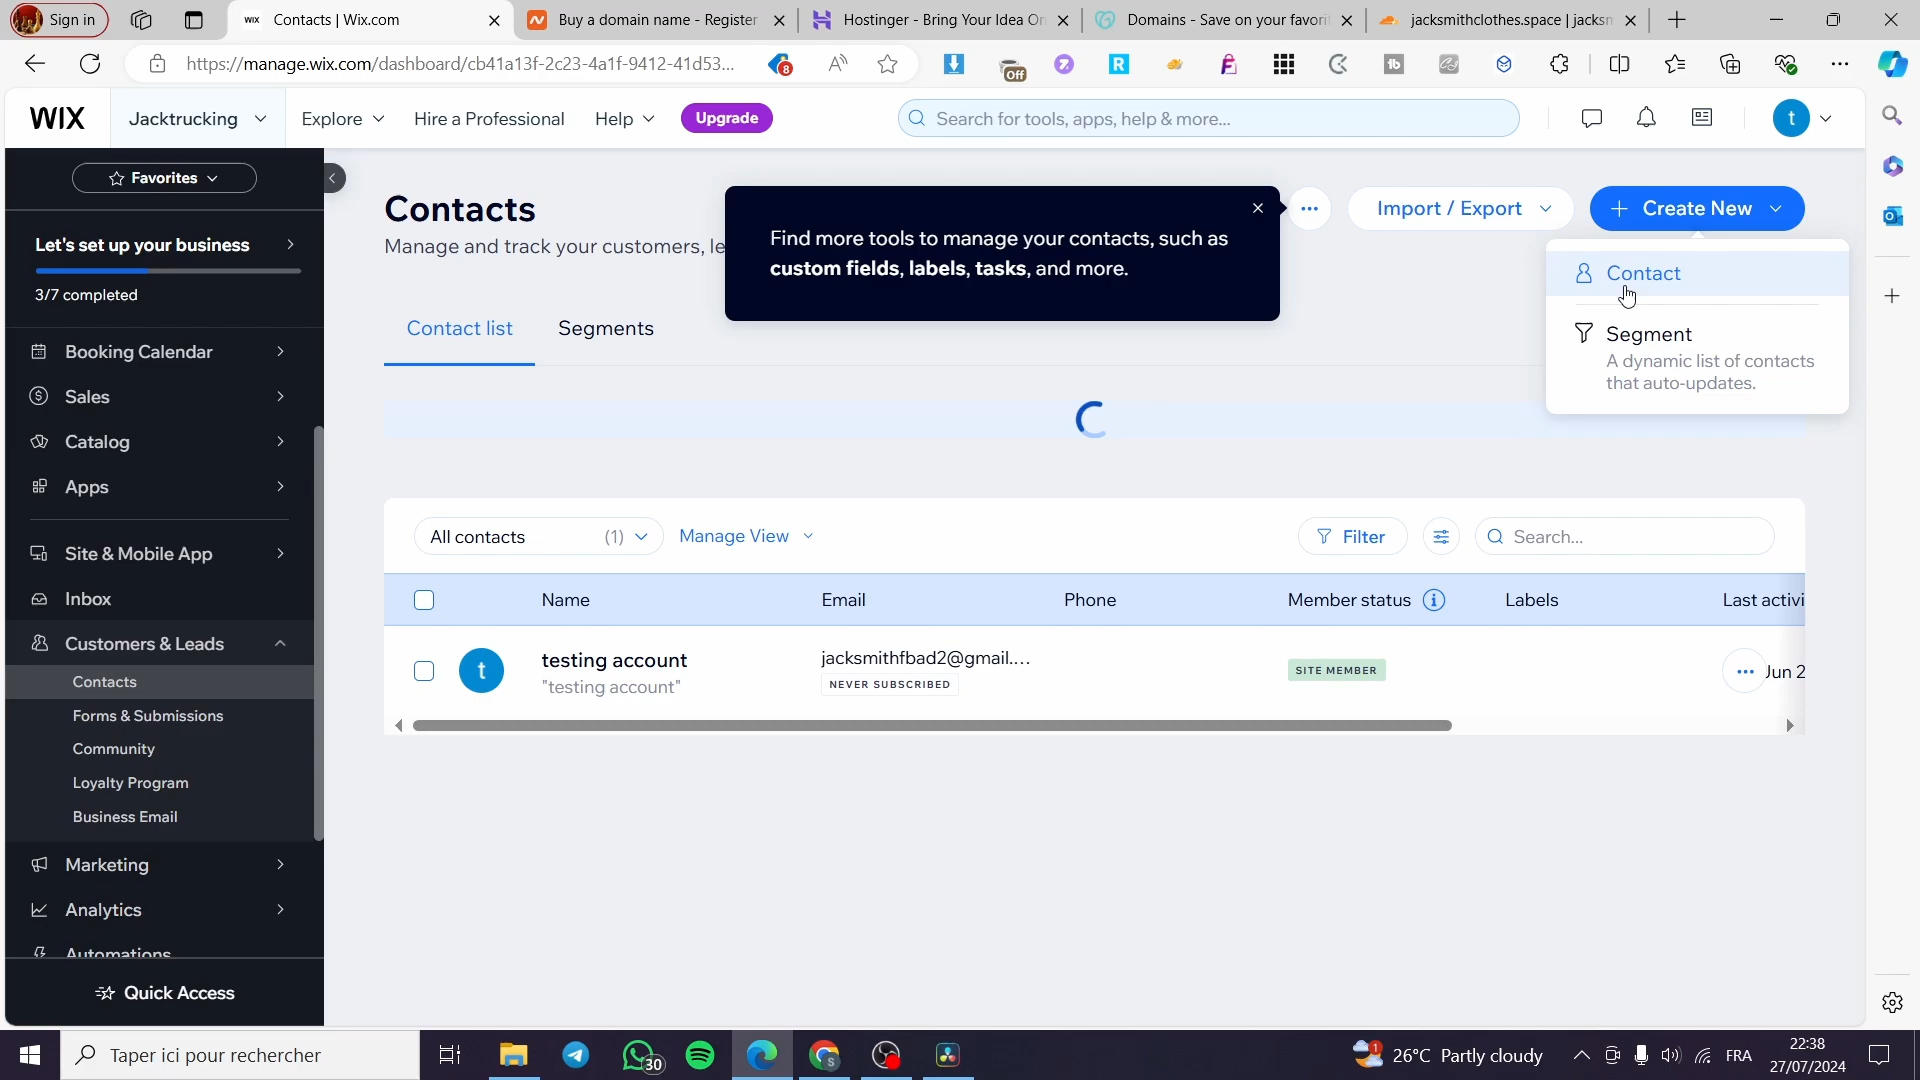 Sign in
WIX Contacts | Wix.com
Buy a domain name - Register
Hostinger - Bring Your Idea On
Domains - Save on your favori
jacksmithclothes.space | jacksm
https://manage.wix.com/dashboard/cb41a13f-2c23-4a1f-9412-41d53...
8
Off
WIX
Jacktrucking
Explore
Hire a Professional
Help
Upgrade
Search for tools, apps, help & more...
t
Favorites
Let's set up your business
3/7 completed
Booking Calendar
Sales
Catalog
Apps
Site & Mobile App
Inbox
Customers & Leads
Contacts
Forms & Submissions
Community
Loyalty Program
Business Email
Marketing
Analytics
Automations
Quick Access
Contacts
Manage and track your customers, le
Find more tools to manage your contacts, such as
custom fields, labels, tasks, and more.
Import / Export
+ Create New
Contact
Segment
A dynamic list of contacts
that auto-updates.
Contact list
Segments
All contacts (1)
Manage View
Filter
Search...
Name
Email
Phone
Member status
Labels
Last activi
t
testing account
"testing account"
jacksmithfbad2@gmail....
NEVER SUBSCRIBED
SITE MEMBER
Jun 2
Taper ici pour rechercher
30
26°C Partly cloudy
FRA
22:38
27/07/2024